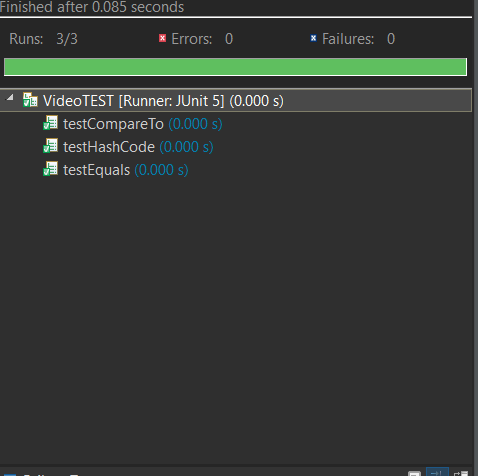 Finished after 0.085 seconds
Runs: 3/3 Errors: 0 Failures: 0
VideoTEST [Runner: JUnit 5] (0.000 s)
testCompareTo (0.000 s)
testHashCode (0.000 s)
testEquals (0.000 s)